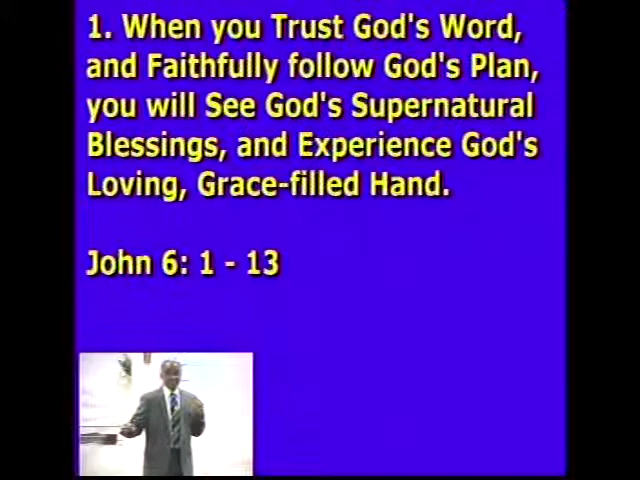 1. When you Trust God's Word,
and Faithfully follow God's Plan,
you will See God's Supernatural
Blessings, and Experience God's
Loving, Grace-filled Hand.
John 6: 1 - 13